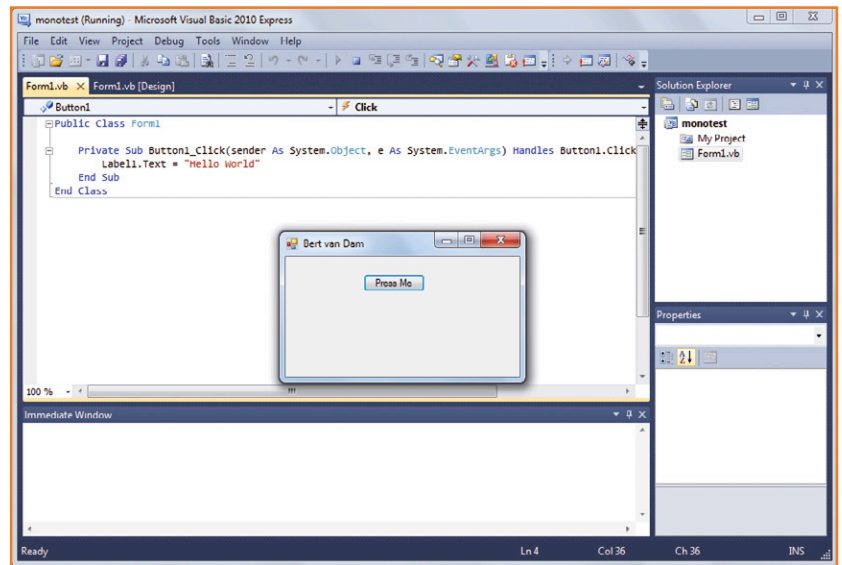 monotest (Running) - Microsoft Visual Basic 2010 Express
File Edit View Project Debug Tools Window Help
Form1.vb Form1.vb [Design]
Button1 Click
Public Class Form1
Private Sub Button1_Click(sender As System.Object, e As System.EventArgs) Handles Button1.Click
Label1.Text = "Hello World"
End Sub
End Class
Bert van Dam
Press Me
100 %
Immediate Window
Solution Explorer
monotest
My Project
Form1.vb
Properties
Ready Ln 4 Col 36 Ch 36 INS